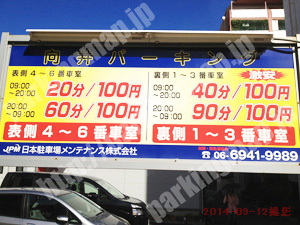 向井パーキング
表側4~6番車室
09:00~20:00 20分/100円
20:00~09:00 60分/100円
表側4~6番車室
裏側1~3番車室 激安
09:00~20:00 40分/100円
20:00~09:00 90分/100円
裏側1~3番車室
JPM 日本駐車場メンテナンス株式会社
☎06-6941-9989
2014-09-12撮影